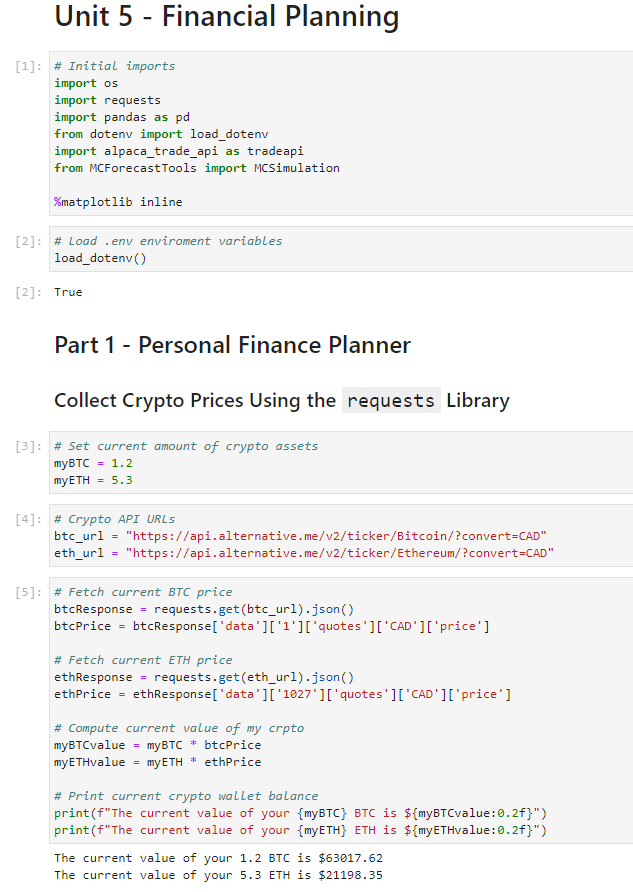 Unit 5 - Financial Planning
[1]: # Initial imports
import os
import requests
import pandas as pd
from dotenv import load_dotenv
import alpaca_trade_api as tradeapi
from MCForecastTools import MCSimulation
%matplotlib inline
[2]: # Load .env enviroment variables
load_dotenv()
[2]: True
Part 1 - Personal Finance Planner
Collect Crypto Prices Using the requests Library
[3]: # Set current amount of crypto assets
myBTC = 1.2
myETH = 5.3
[4]: # Crypto API URLs
btc_url = "https://api.alternative.me/v2/ticker/Bitcoin/?convert=CAD"
eth_url = "https://api.alternative.me/v2/ticker/Ethereum/?convert=CAD"
[5]: # Fetch current BTC price
btcResponse = requests.get(btc_url).json()
btcPrice = btcResponse['data']['1']['quotes']['CAD']['price']
# Fetch current ETH price
ethResponse = requests.get(eth_url).json()
ethPrice = ethResponse['data']['1027']['quotes']['CAD']['price']
# Compute current value of my crpto
myBTCvalue = myBTC * btcPrice
myETHvalue = myETH * ethPrice
# Print current crypto wallet balance
print(f"The current value of your {myBTC} BTC is ${myBTCvalue:0.2f}")
print(f"The current value of your {myETH} ETH is ${myETHvalue:0.2f}")
The current value of your 1.2 BTC is $63017.62
The current value of your 5.3 ETH is $21198.35